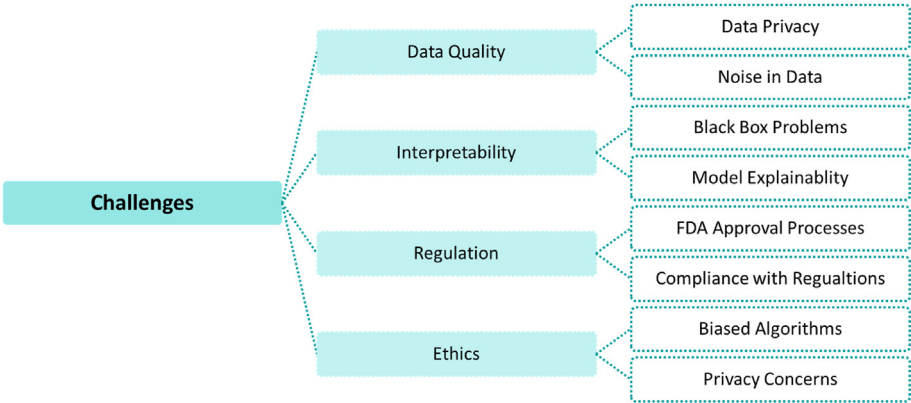 Challenges
Data Quality
Data Privacy
Noise in Data
Interpretability
Black Box Problems
Model Explainablity
Regulation
FDA Approval Processes
Compliance with Regualtions
Ethics
Biased Algorithms
Privacy Concerns